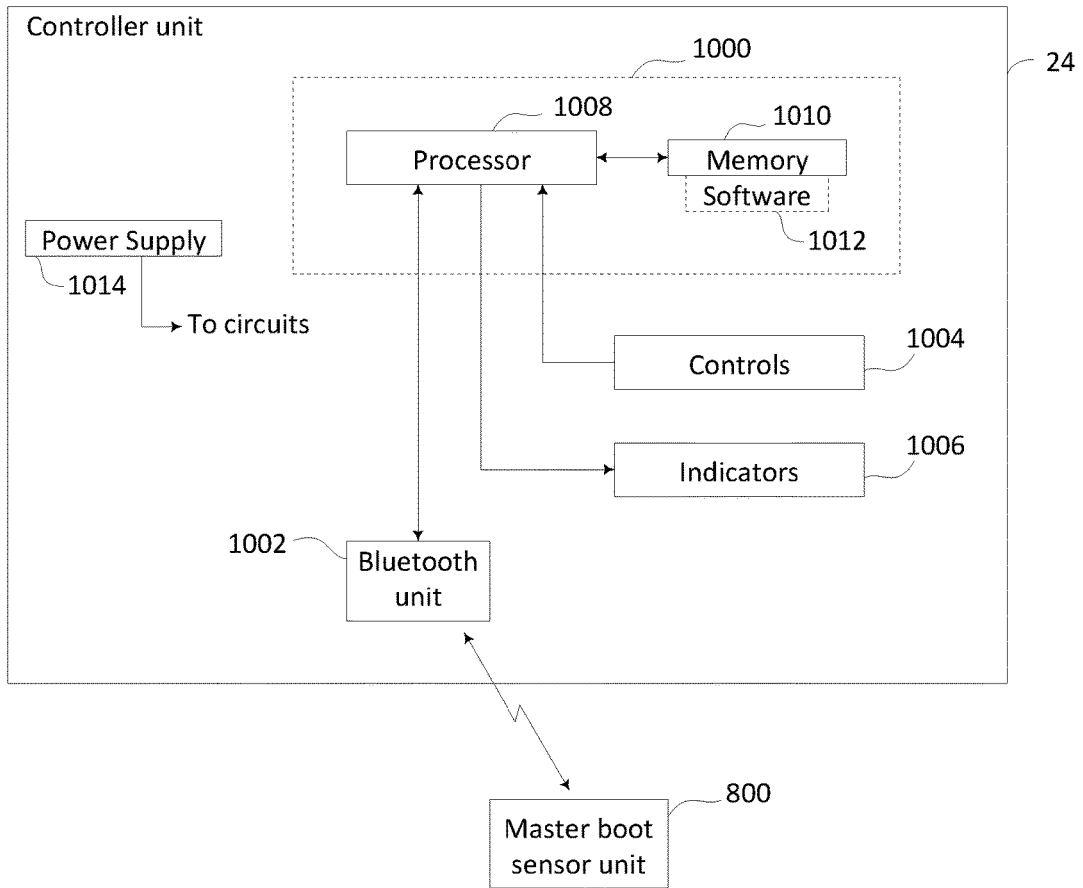 Controller unit
1000
24
1008
1010
Processor
Memory
Software
1012
Power Supply
1014
To circuits
1004
Controls
1006
Indicators
1002
Bluetooth
unit
800
Master boot
sensor unit